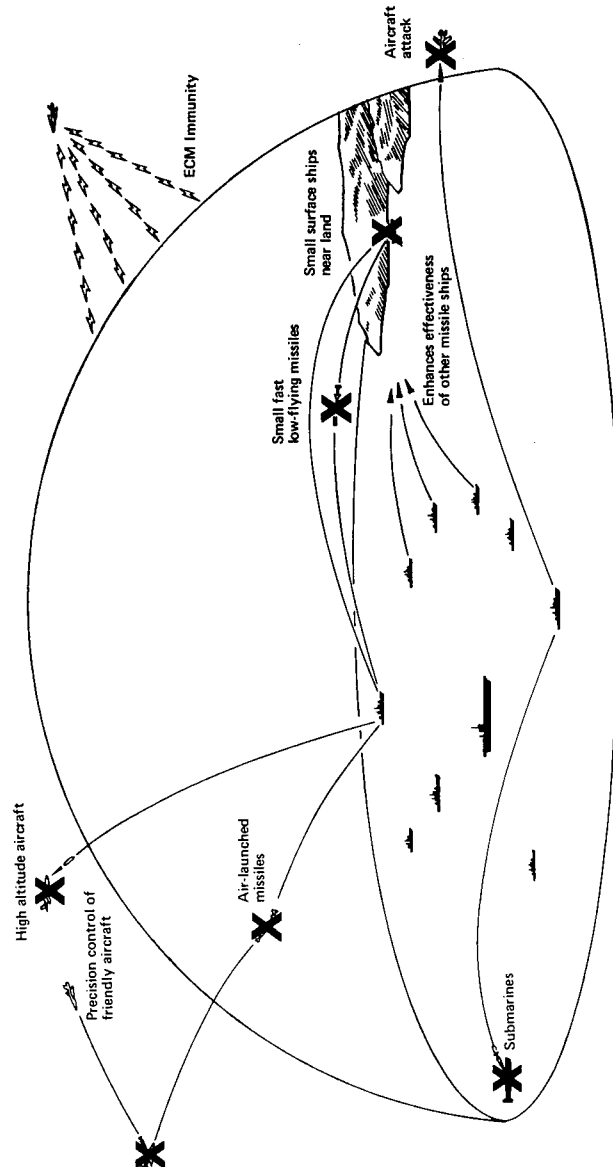 High altitude aircraft
Precision control of
friendly aircraft
Air-launched
missiles
Submarines
Small fast
low-flying missiles
Small surface ships
near land
Enhances effectiveness
of other missile ships
ECM Immunity
Aircraft
attack